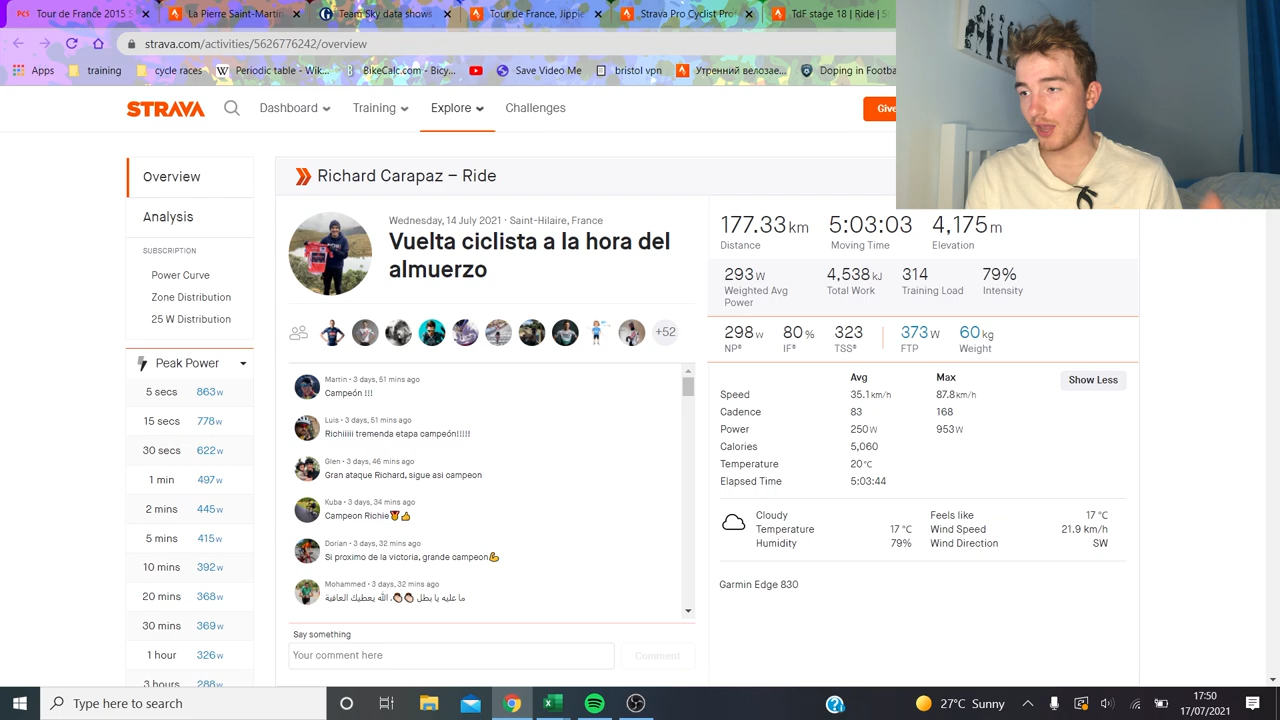 Tour de France 2015 s
La Pierre Saint-Martin
Team Sky data show
Tour de France, Jippie
Strava Pro Cyclist Prof
TdF stage 18 | Ride | S
strava.com/activities/5626776242/overview
Apps training cycle races Periodic table - Wik... BikeCalc.com - Bicy... Save Video Me bristol vpn Утренний велозае... Doping in Footba
STRAVA Dashboard Training Explore Challenges Give
Overview
Analysis
SUBSCRIPTION
Power Curve
Zone Distribution
25 W Distribution
Peak Power
5 secs 863w
15 secs 778w
30 secs 622w
1 min 497w
2 mins 445w
5 mins 415w
10 mins 392w
20 mins 368w
30 mins 369w
1 hour 326w
3 hours 288w
Richard Carapaz – Ride
Wednesday, 14 July 2021 · Saint-Hilaire, France
Vuelta ciclista a la hora del
almuerzo
+52
Martin • 3 days, 51 mins ago
Campeón !!!
Luis • 3 days, 51 mins ago
Richiiiii tremenda etapa campeón!!!!!
Glen • 3 days, 46 mins ago
Gran ataque Richard, sigue asi campeon
Kuba • 3 days, 34 mins ago
Campeon Richie🏅👍
Dorian • 3 days, 32 mins ago
Si proximo de la victoria, grande campeon💪
Mohammed • 3 days, 32 mins ago
ما عليه يا بطل 👏👏. الله يعطيك العافية
Say something
Your comment here
Comment
177.33km 5:03:03 4,175m
Distance Moving Time Elevation
293W 4,538kJ 314 79%
Weighted Avg Total Work Training Load Intensity
Power
298w 80% 323 373W 60kg
NP® IF® TSS® FTP Weight
Avg Max
Show Less
Speed 35.1km/h 87.8km/h
Cadence 83 168
Power 250W 953W
Calories 5,060
Temperature 20°C
Elapsed Time 5:03:44
Cloudy Feels like 17 °C
Temperature 17 °C Wind Speed 21.9 km/h
Humidity 79% Wind Direction SW
Garmin Edge 830
Type here to search
27°C Sunny
17:50
17/07/2021